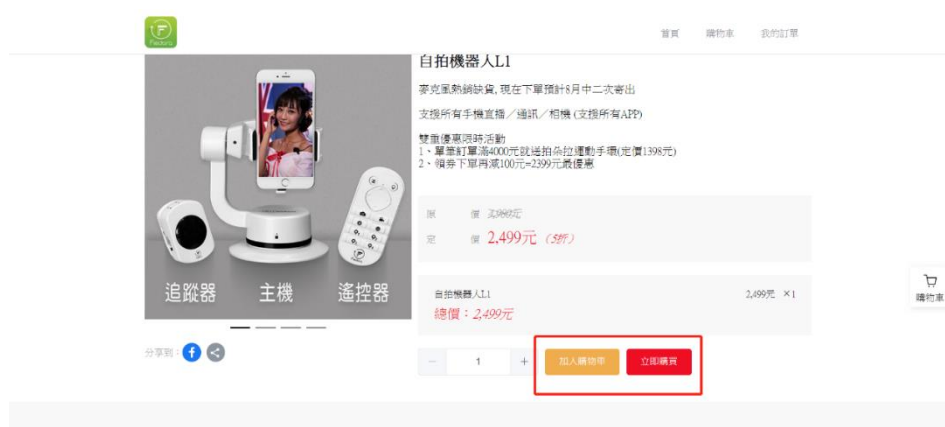 Fadora
首頁 購物車 我的訂單
自拍機器人L1
麥克風熱銷缺貨, 現在下單預計8月中二次寄出
支援所有手機直播／通訊／相機 (支援所有APP)
雙重優惠限時活動
1、單筆訂單滿4000元就送拍朵拉運動手環(定價1398元)
2、領券下單再減100元=2399元最優惠
原 價
定 價 2,499元 (5折)
追蹤器 主機 遙控器
自拍機器人L1 2,499元 ×1
總價：2,499元
購物車
分享到：
− 1 + 加入購物車 立即購買